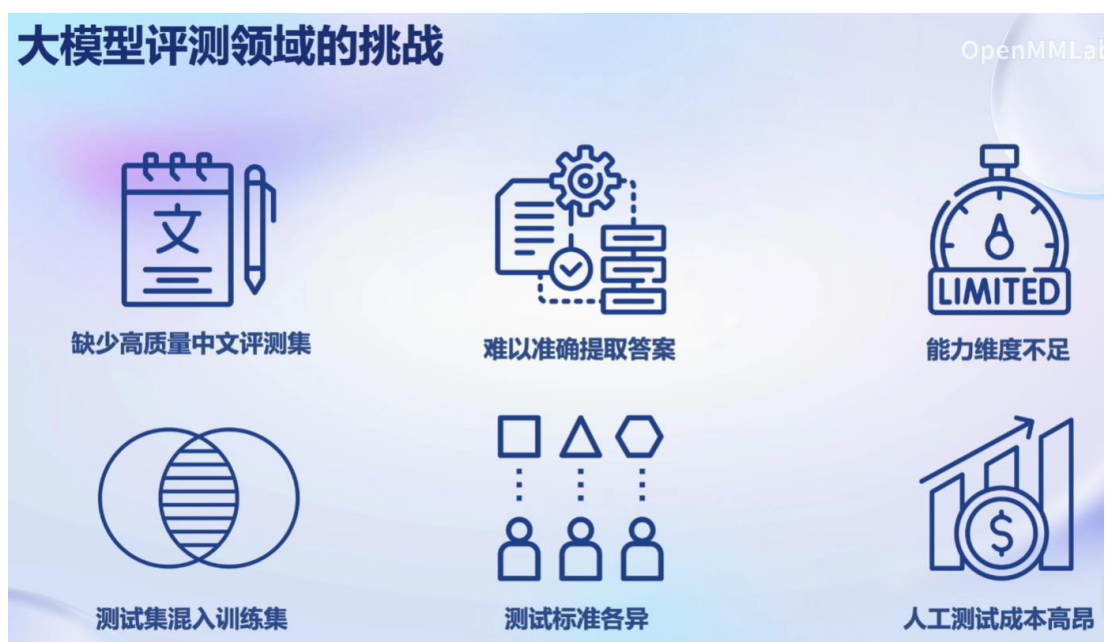 大模型评测领域的挑战
OpenMMLab
文
LIMITED
缺少高质量中文评测集
难以准确提取答案
能力维度不足
$
测试集混入训练集
测试标准各异
人工测试成本高昂